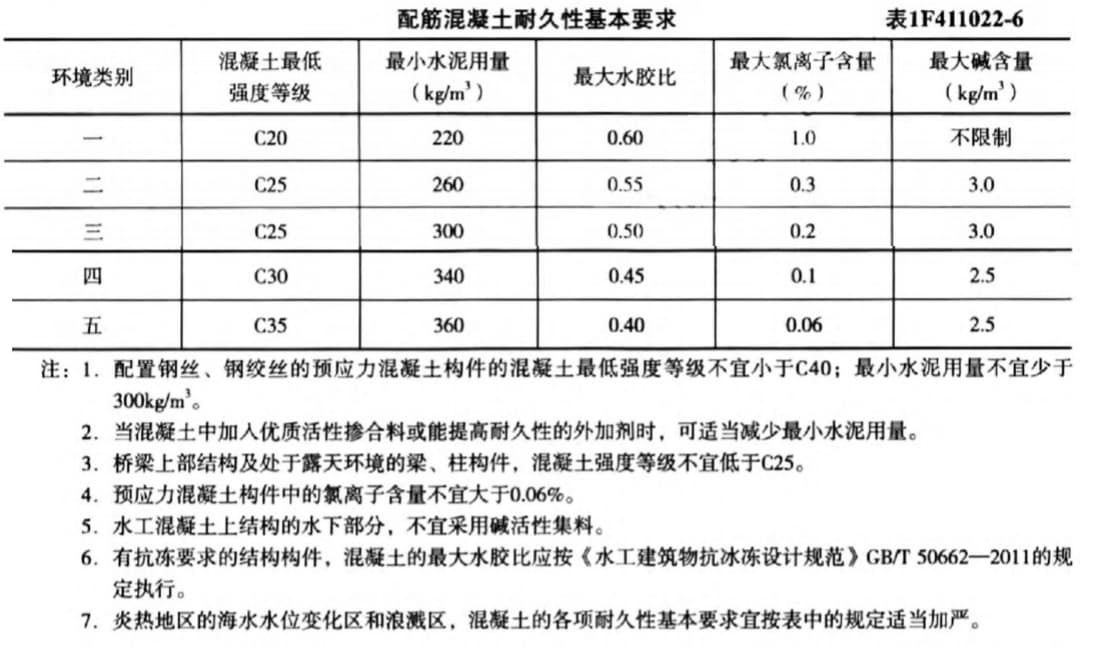 配筋混凝土耐久性基本要求 表1F411022-6
环境类别 混凝土最低强度等级 最小水泥用量(kg/m³) 最大水胶比 最大氯离子含量(%) 最大碱含量(kg/m³)
一 C20 220 0.60 1.0 不限制
二 C25 260 0.55 0.3 3.0
三 C25 300 0.50 0.2 3.0
四 C30 340 0.45 0.1 2.5
五 C35 360 0.40 0.06 2.5
注：1. 配置钢丝、钢绞丝的预应力混凝土构件的混凝土最低强度等级不宜小于C40；最小水泥用量不宜少于
300kg/m³。
2. 当混凝土中加入优质活性掺合料或能提高耐久性的外加剂时，可适当减少最小水泥用量。
3. 桥梁上部结构及处于露天环境的梁、柱构件，混凝土强度等级不宜低于C25。
4. 预应力混凝土构件中的氯离子含量不宜大于0.06%。
5. 水工混凝土上结构的水下部分，不宜采用碱活性集料。
6. 有抗冻要求的结构构件，混凝土的最大水胶比应按《水工建筑物抗冰冻设计规范》GB/T 50662—2011的规
定执行。
7. 炎热地区的海水水位变化区和浪溅区，混凝土的各项耐久性基本要求宜按表中的规定适当加严。